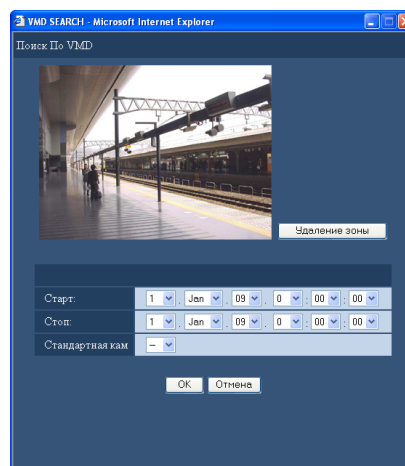 VMD SEARCH - Microsoft Internet Explorer
Поиск По VMD
Удаление зоны
Старт: 1 . Jan . 09 . 0 : 00 : 00
Стоп: 1 . Jan . 09 . 0 : 00 : 00
Стандартная кам –
OK Отмена